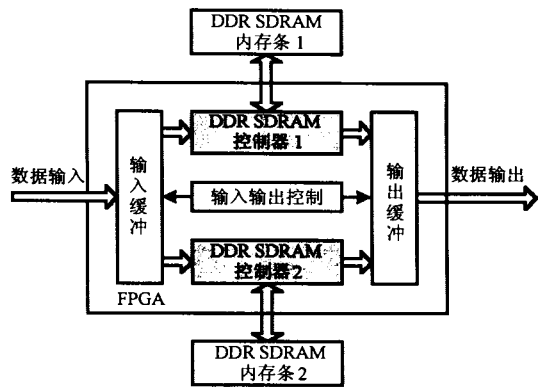 DDR SDRAM
内存条 1
DDR SDRAM
控制器 1
数据输入
输入缓冲
输入输出控制
输出缓冲
数据输出
DDR SDRAM
控制器2
FPGA
DDR SDRAM
内存条 2